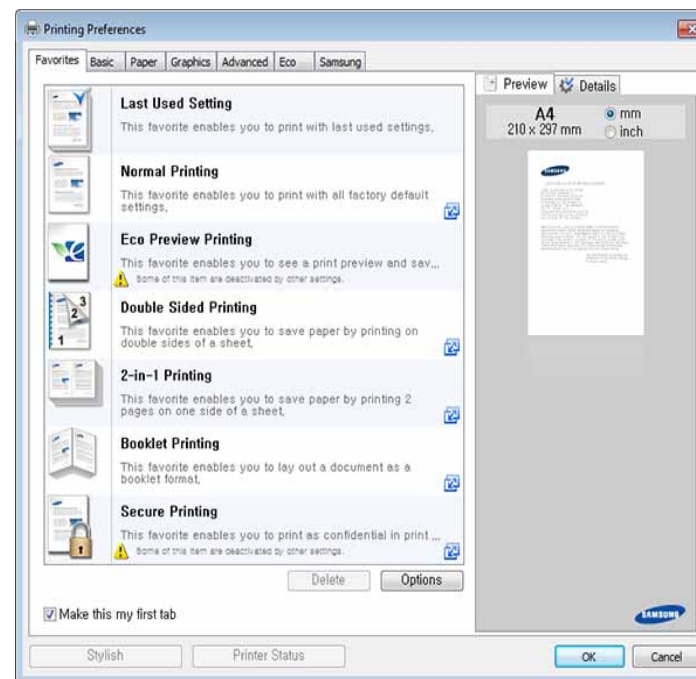 Printing Preferences
Favorites Basic Paper Graphics Advanced Eco Samsung
Last Used Setting
This favorite enables you to print with last used settings.
Normal Printing
This favorite enables you to print with all factory default
settings.
Eco Preview Printing
This favorite enables you to see a print preview and sav...
Some of this item are deactivated by other settings.
Double Sided Printing
This favorite enables you to save paper by printing on
double sides of a sheet.
2-in-1 Printing
This favorite enables you to save paper by printing 2
pages on one side of a sheet.
Booklet Printing
This favorite enables you to lay out a document as a
booklet format.
Secure Printing
This favorite enables you to print as confidential in print ...
Some of this item are deactivated by other settings.
1
2
3
Delete Options
Make this my first tab
Preview Details
A4
210 x 297 mm
mm
inch
SAMSUNG
SAMSUNG
Stylish Printer Status OK Cancel